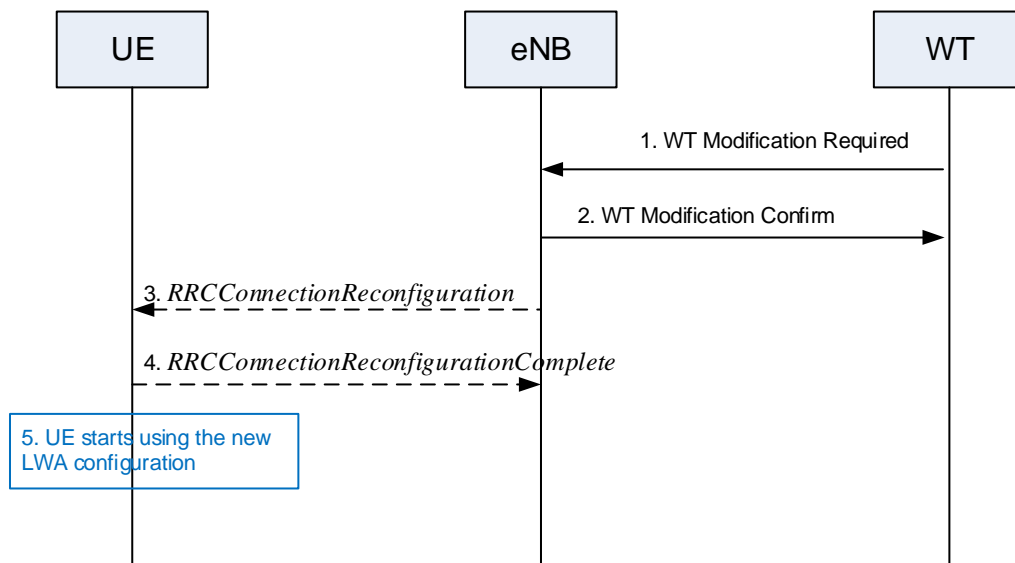 UE
eNB
WT
1. WT Modification Required
2. WT Modification Confirm
3. RRCConnectionReconfiguration
4. RRCConnectionReconfigurationComplete
5. UE starts using the new
LWA configuration